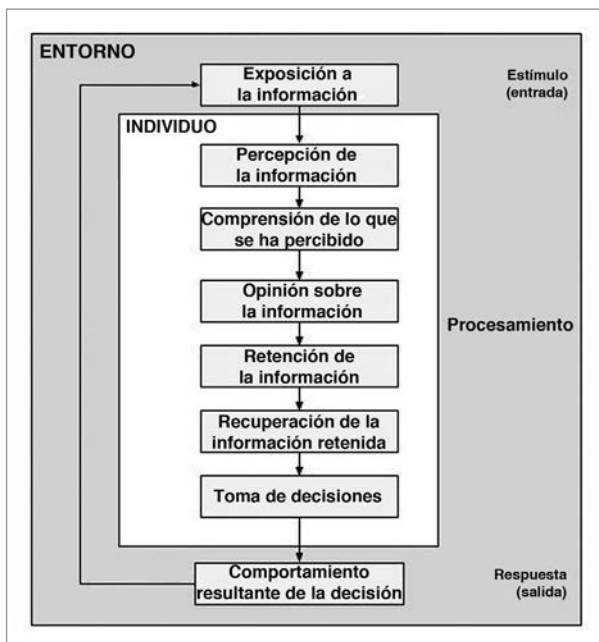 ENTORNO
Exposición a
la información
Estímulo
(entrada)
INDIVIDUO
Percepción de
la información
Comprensión de lo que
se ha percibido
Opinión sobre
la información
Procesamiento
Retención de
la información
Recuperación de la
información retenida
Toma de decisiones
Comportamiento
resultante de la decisión
Respuesta
(salida)